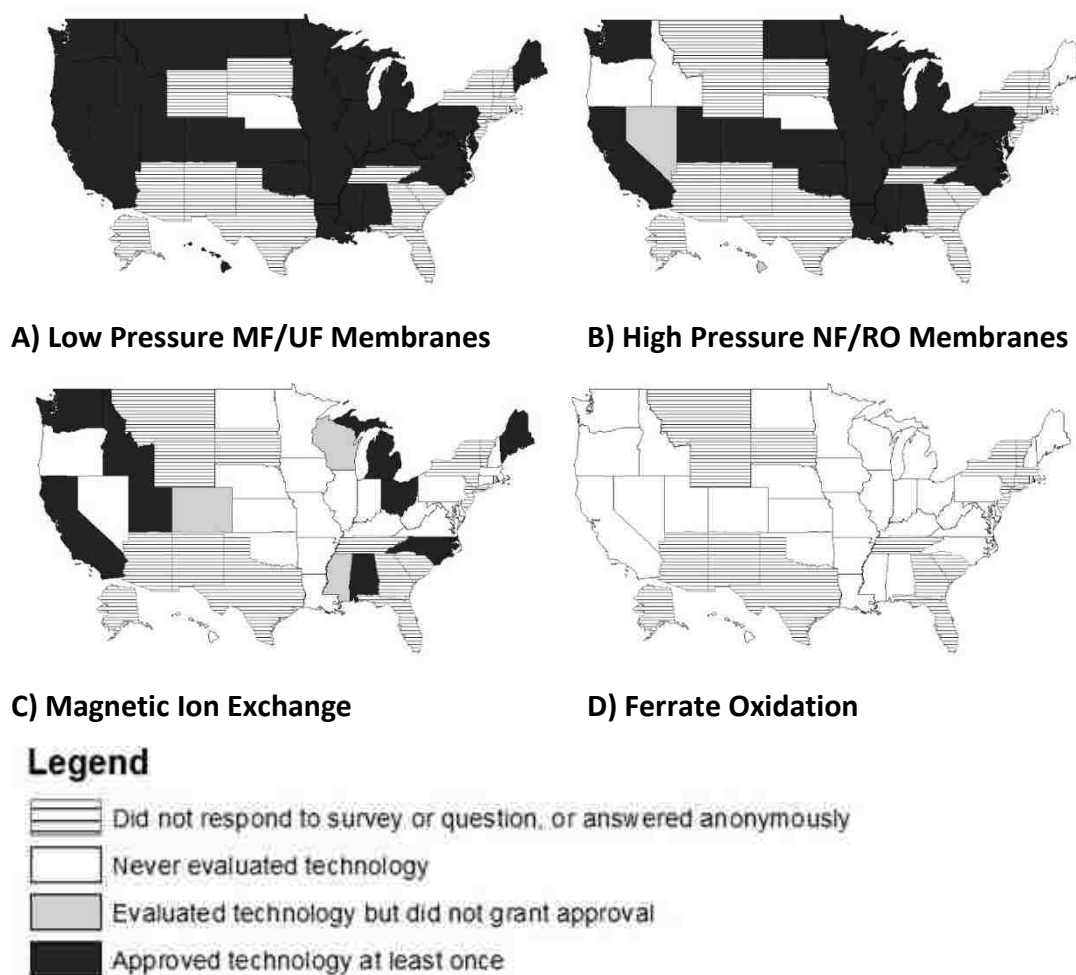 A) Low Pressure MF/UF Membranes
B) High Pressure NF/RO Membranes
C) Magnetic Ion Exchange
D) Ferrate Oxidation
Legend
Did not respond to survey or question, or answered anonymously
Never evaluated technology
Evaluated technology but did not grant approval
Approved technology at least once